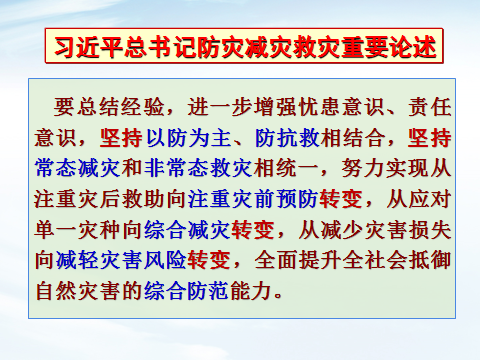 习近平总书记防灾减灾救灾重要论述
要总结经验，进一步增强忧患意识、责任
意识，坚持以防为主、防抗救相结合，坚持
常态减灾和非常态救灾相统一，努力实现从
注重灾后救助向注重灾前预防转变，从应对
单一灾种向综合减灾转变，从减少灾害损失
向减轻灾害风险转变，全面提升全社会抵御
自然灾害的综合防范能力。